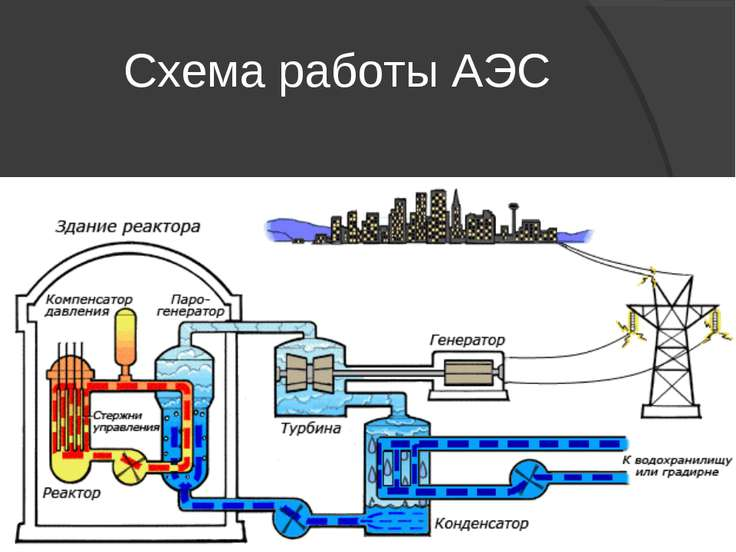 Схема работы АЭС
Здание реактора
Компенсатор
давления
Паро-
генератор
Генератор
Стержни
управления
Турбина
К водохранилищу
или градирне
Реактор
Конденсатор